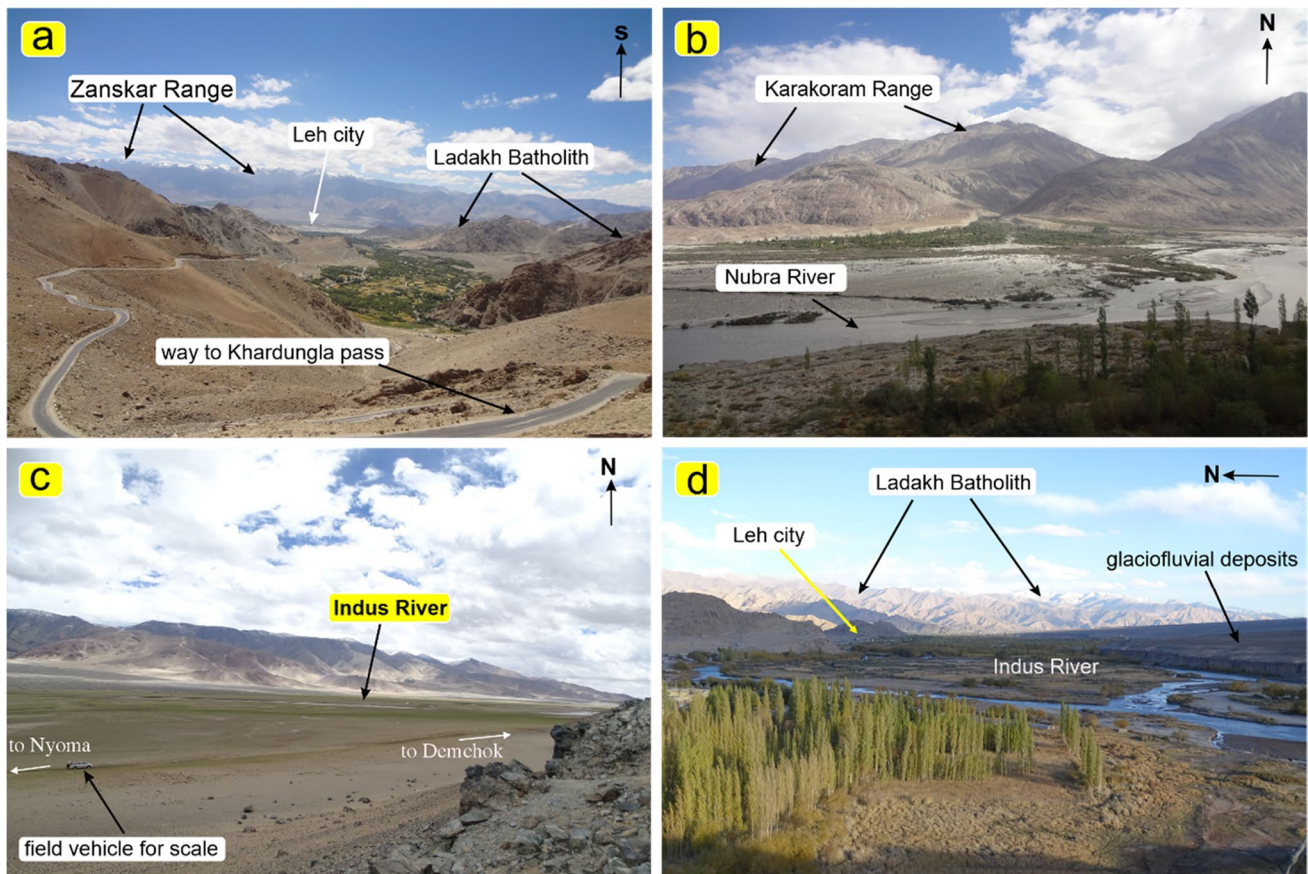 a
s
Zanskar Range
Leh city
Ladakh Batholith
way to Khardungla pass
b
N
Karakoram Range
Nubra River
c
N
Indus River
to Nyoma
to Demchok
field vehicle for scale
d
N
Ladakh Batholith
Leh city
glaciofluvial deposits
Indus River